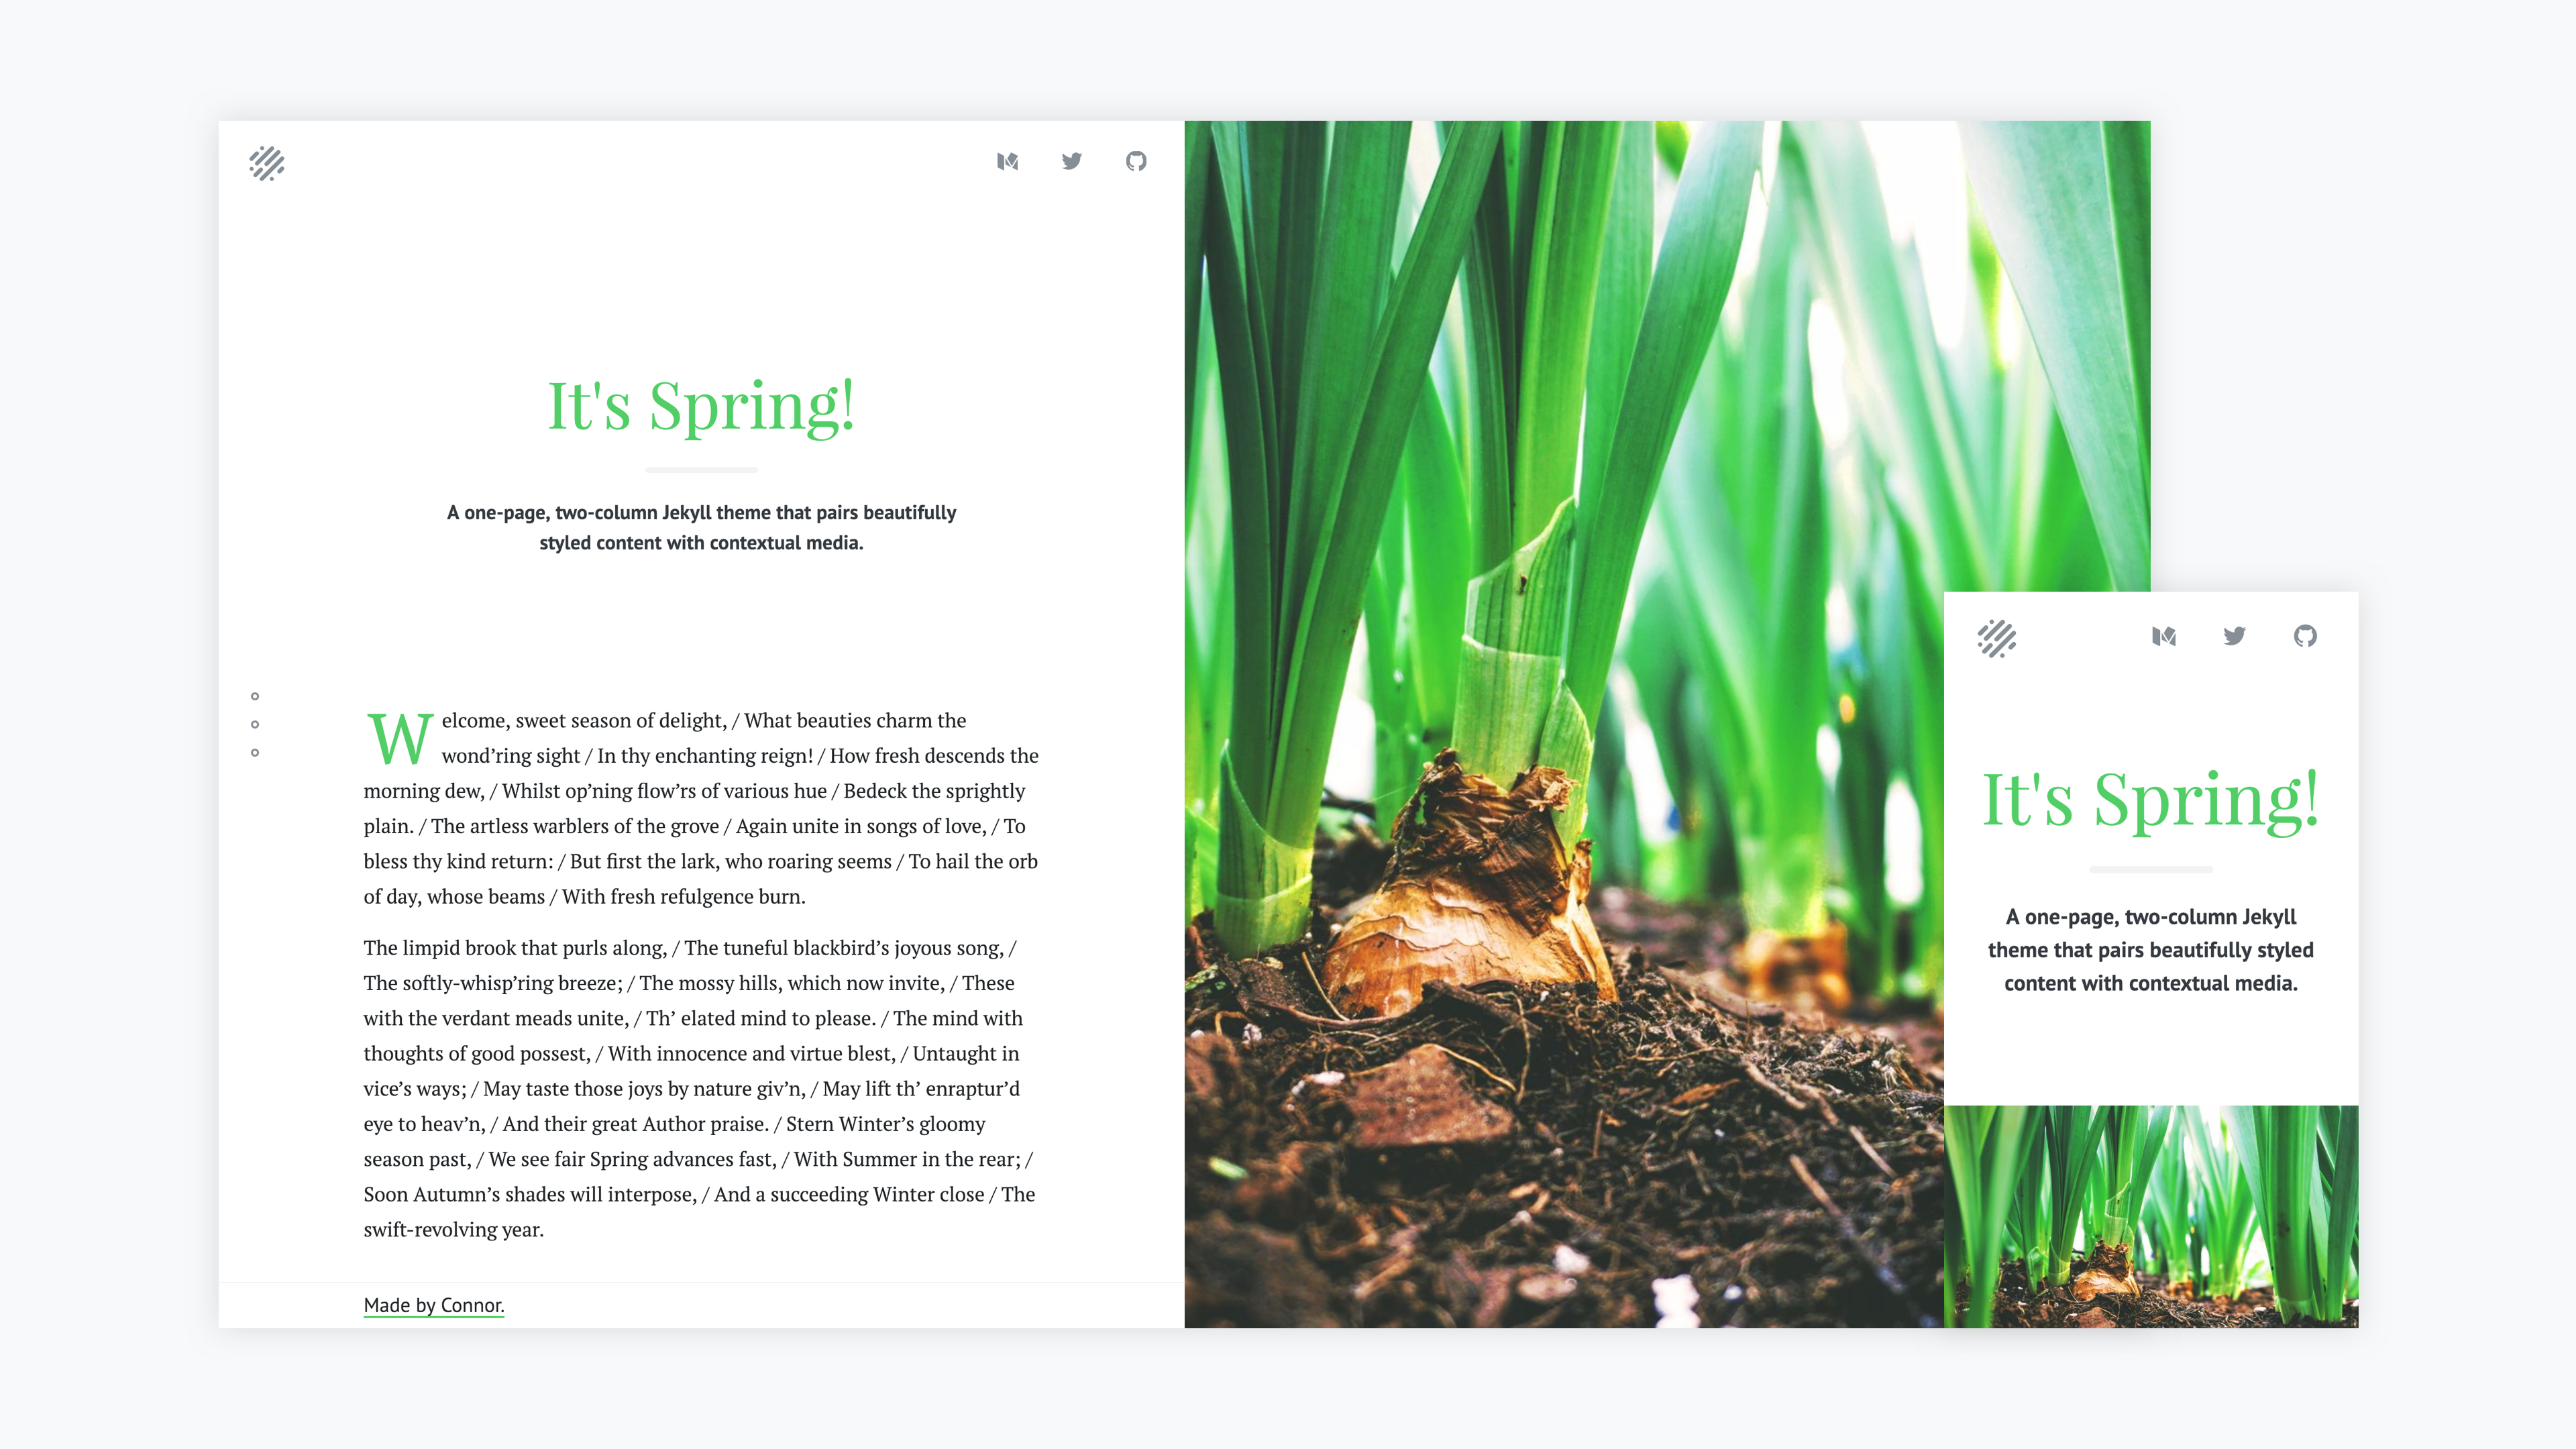 It's Spring!
A one-page, two-column Jekyll theme that pairs beautifully
styled content with contextual media.
Welcome, sweet season of delight, / What beauties charm the
wond’ring sight / In thy enchanting reign! / How fresh descends the
morning dew, / Whilst op’ning flow’rs of various hue / Bedeck the sprightly
plain. / The artless warblers of the grove / Again unite in songs of love, / To
bless thy kind return: / But first the lark, who roaring seems / To hail the orb
of day, whose beams / With fresh refulgence burn.
The limpid brook that purls along, / The tuneful blackbird’s joyous song, /
The softly-whisp’ring breeze; / The mossy hills, which now invite, / These
with the verdant meads unite, / Th’ elated mind to please. / The mind with
thoughts of good possest, / With innocence and virtue blest, / Untaught in
vice’s ways; / May taste those joys by nature giv’n, / May lift th’ enraptur’d
eye to heav’n, / And their great Author praise. / Stern Winter’s gloomy
season past, / We see fair Spring advances fast, / With Summer in the rear; /
Soon Autumn’s shades will interpose, / And a succeeding Winter close / The
swift-revolving year.
Made by Connor.
It's Spring!
A one-page, two-column Jekyll
theme that pairs beautifully styled
content with contextual media.